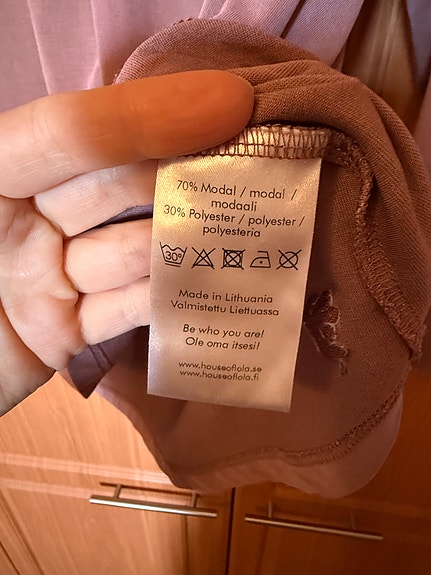 70% Modal / modal /
modaali
30% Polyester / polyester /
polyesteria
30°
Made in Lithuania
Valmistettu Liettuassa
Be who you are!
Ole oma itsesi!
www.houseoflola.se
www.houseoflola.fi